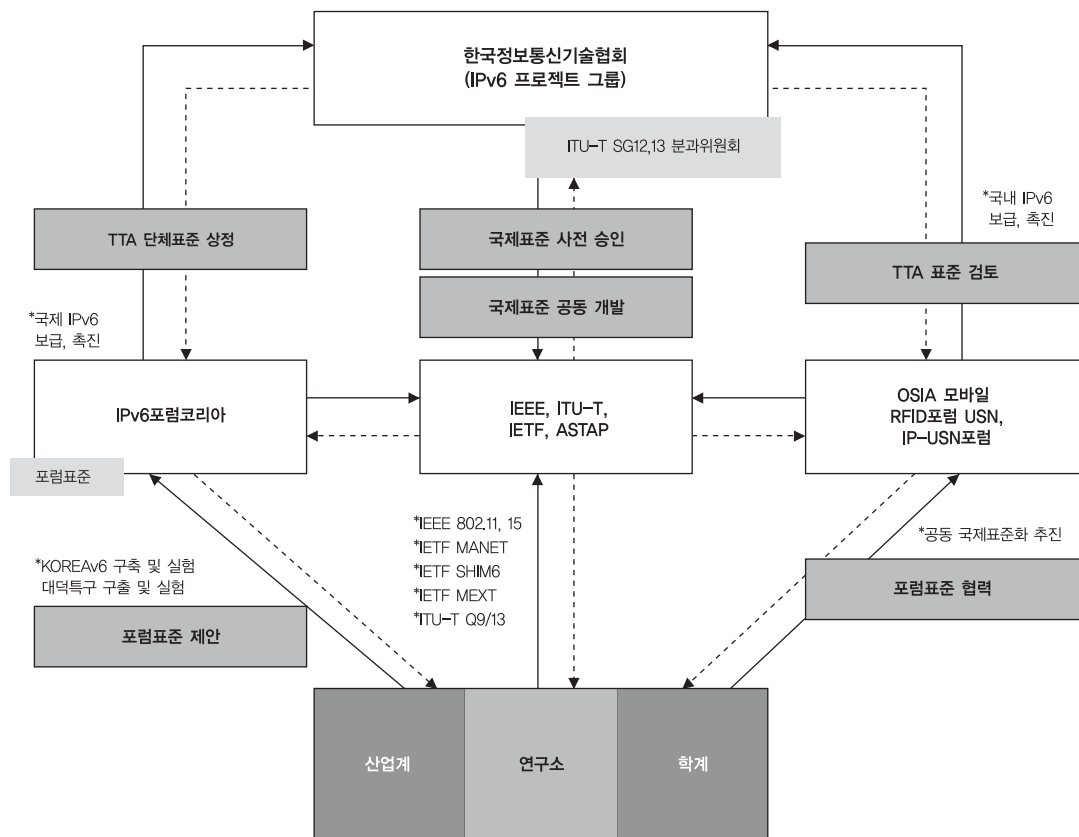 한국정보통신기술협회
(IPv6 프로젝트 그룹)
ITU-T SG12,13 분과위원회
*국내 IPv6
보급, 촉진
TTA 단체표준 상정
국제표준 사전 승인
TTA 표준 검토
국제표준 공동 개발
*국제 IPv6
보급, 촉진
IPv6포럼코리아
IEEE, ITU-T,
IETF, ASTAP
OSIA 모바일
RFID포럼 USN,
IP-USN포럼
포럼표준
*IEEE 802.11, 15
*IETF MANET
*IETF SHIM6
*IETF MEXT
*ITU-T Q9/13
*공동 국제표준화 추진
*KOREAv6 구축 및 실험
대덕특구 구출 및 실험
포럼표준 협력
포럼표준 제안
산업계
연구소
학계